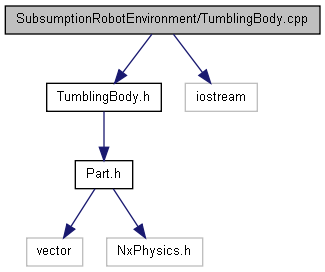 SubsumptionRobotEnvironment/TumblingBody.cpp
TumblingBody.h
iostream
Part.h
vector
NxPhysics.h